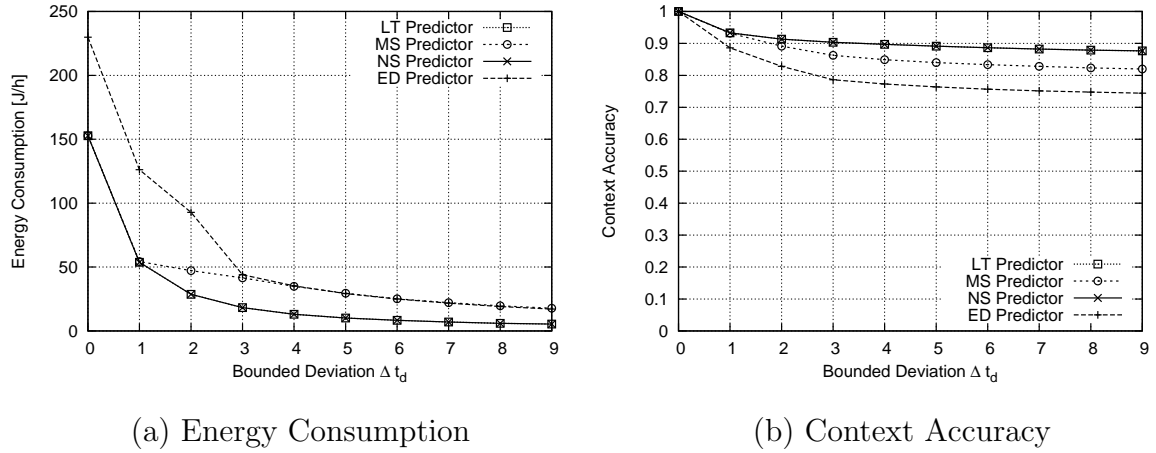 250
200
150
100
50
0
Energy Consumption [J/h]
LT Predictor
MS Predictor
NS Predictor
ED Predictor
0 1 2 3 4 5 6 7 8 9
Bounded Deviation Δ t_d
(a) Energy Consumption
1
0.9
0.8
0.7
0.6
0.5
0.4
0.3
0.2
0.1
0
Context Accuracy
LT Predictor
MS Predictor
NS Predictor
ED Predictor
0 1 2 3 4 5 6 7 8 9
Bounded Deviation Δ t_d
(b) Context Accuracy